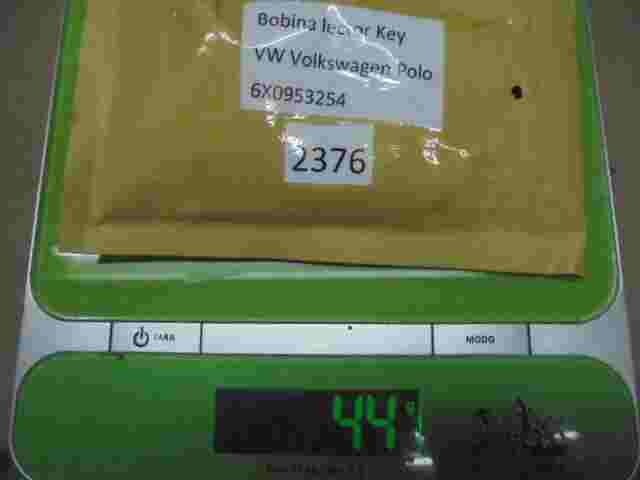 Bobina lector Key
VW Volkswagen Polo
6X0953254
2376
TARA
MODO
44 g